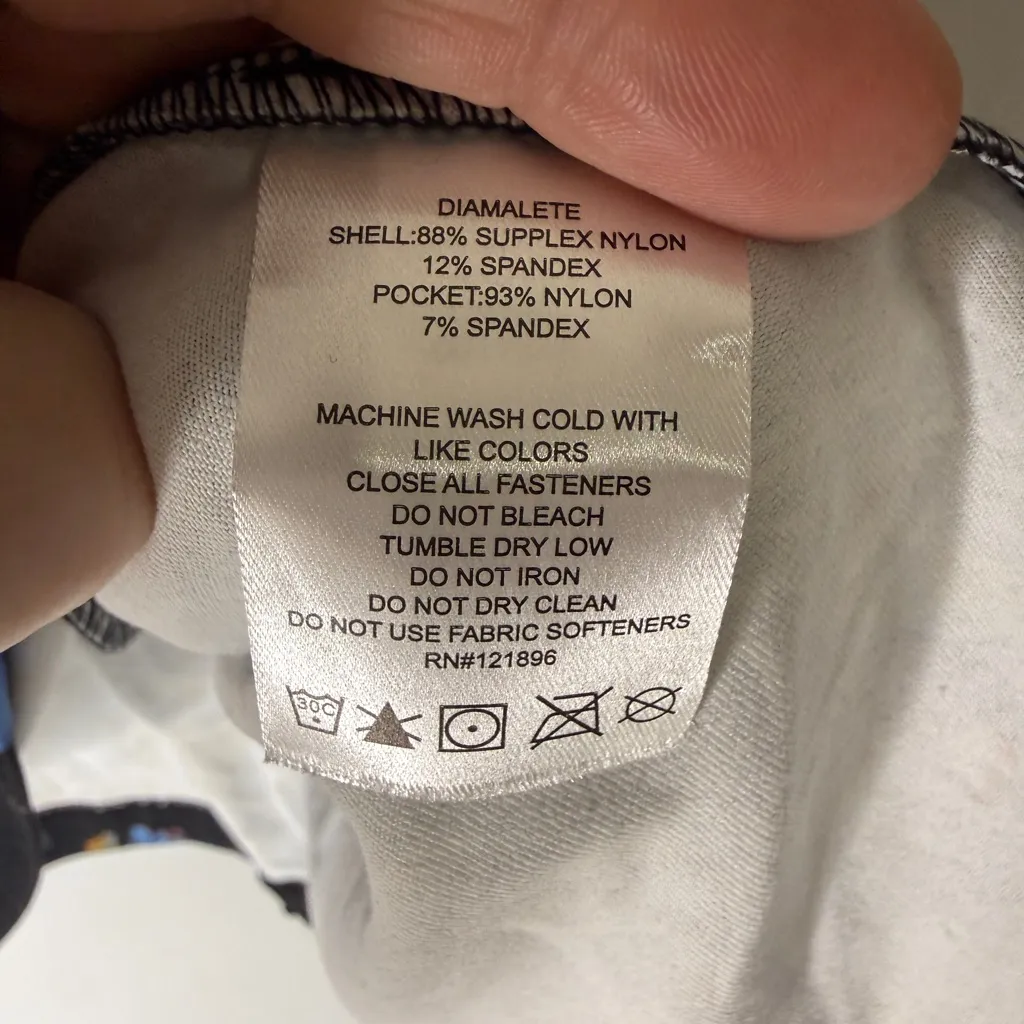 DIAMALETE
SHELL:88% SUPPLEX NYLON
12% SPANDEX
POCKET:93% NYLON
7% SPANDEX
MACHINE WASH COLD WITH
LIKE COLORS
CLOSE ALL FASTENERS
DO NOT BLEACH
TUMBLE DRY LOW
DO NOT IRON
DO NOT DRY CLEAN
DO NOT USE FABRIC SOFTENERS
RN#121896
30C